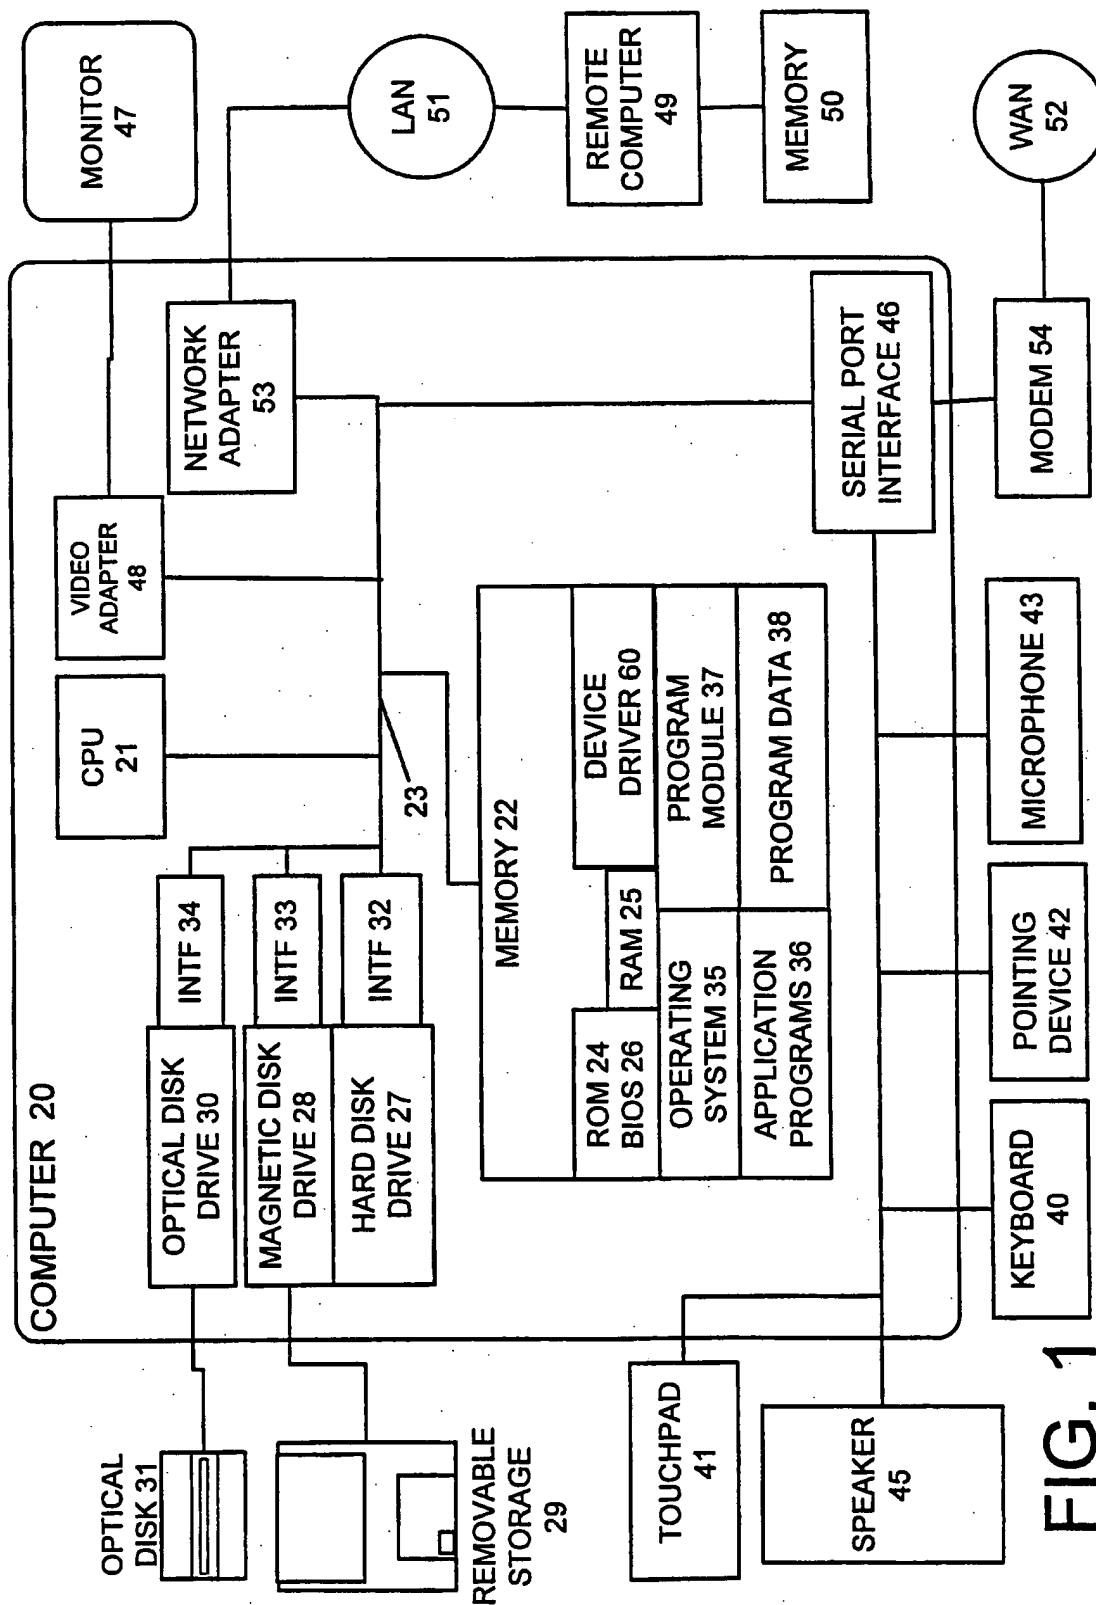 COMPUTER 20
MONITOR
47
VIDEO
ADAPTER
48
CPU
21
NETWORK
ADAPTER
53
OPTICAL
DISK 31
OPTICAL DISK
DRIVE 30
INTF 34
MAGNETIC DISK
DRIVE 28
INTF 33
HARD DISK
DRIVE 27
INTF 32
23
REMOVABLE
STORAGE
29
LAN
51
REMOTE
COMPUTER
49
MEMORY
50
MEMORY 22
ROM 24
BIOS 26
RAM 25
DEVICE
DRIVER 60
OPERATING
SYSTEM 35
PROGRAM
MODULE 37
APPLICATION
PROGRAMS 36
PROGRAM DATA 38
SERIAL PORT
INTERFACE 46
TOUCHPAD
41
SPEAKER
45
KEYBOARD
40
POINTING
DEVICE 42
MICROPHONE 43
MODEM 54
WAN
52
FIG. 1